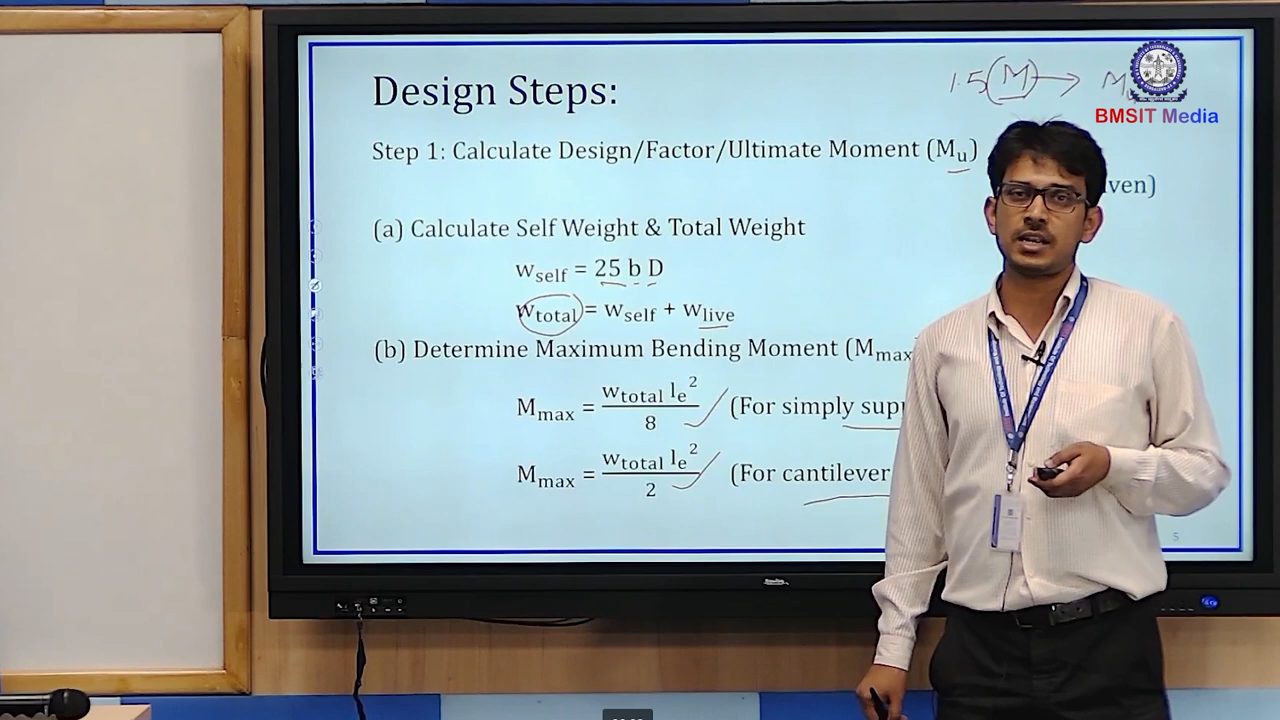 Design Steps:
1.5(M) → M
BMSIT Media
Step 1: Calculate Design/Factor/Ultimate Moment (Mu)
iven)
(a) Calculate Self Weight & Total Weight
wself = 25 b D
wtotal = wself + wlive
(b) Determine Maximum Bending Moment (Mmax
Mmax = wtotal le² / 8 (For simply sup
Mmax = wtotal le² / 2 (For cantilever
5